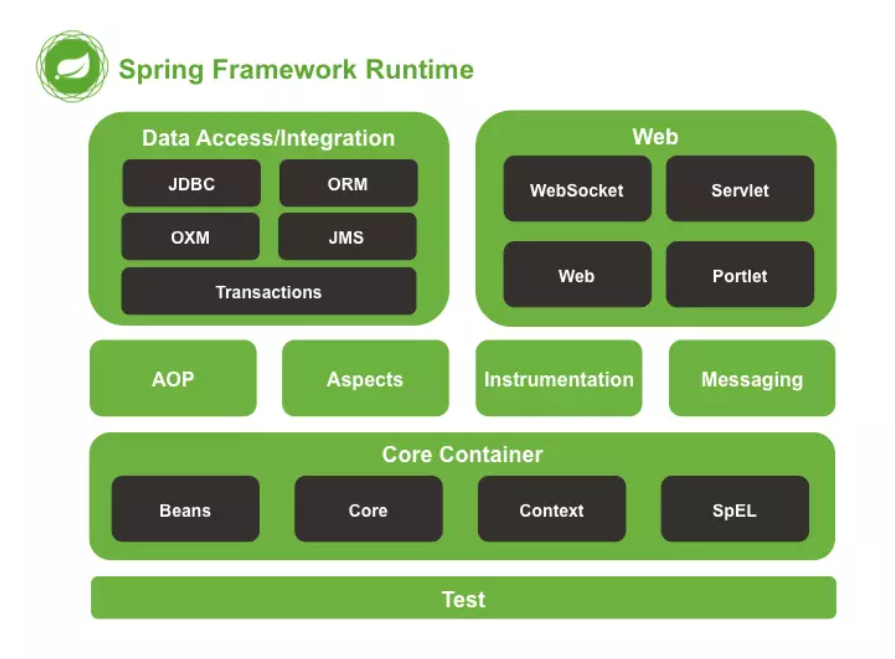 Spring Framework Runtime
Data Access/Integration
JDBC
ORM
OXM
JMS
Transactions
Web
WebSocket
Servlet
Web
Portlet
AOP
Aspects
Instrumentation
Messaging
Core Container
Beans
Core
Context
SpEL
Test